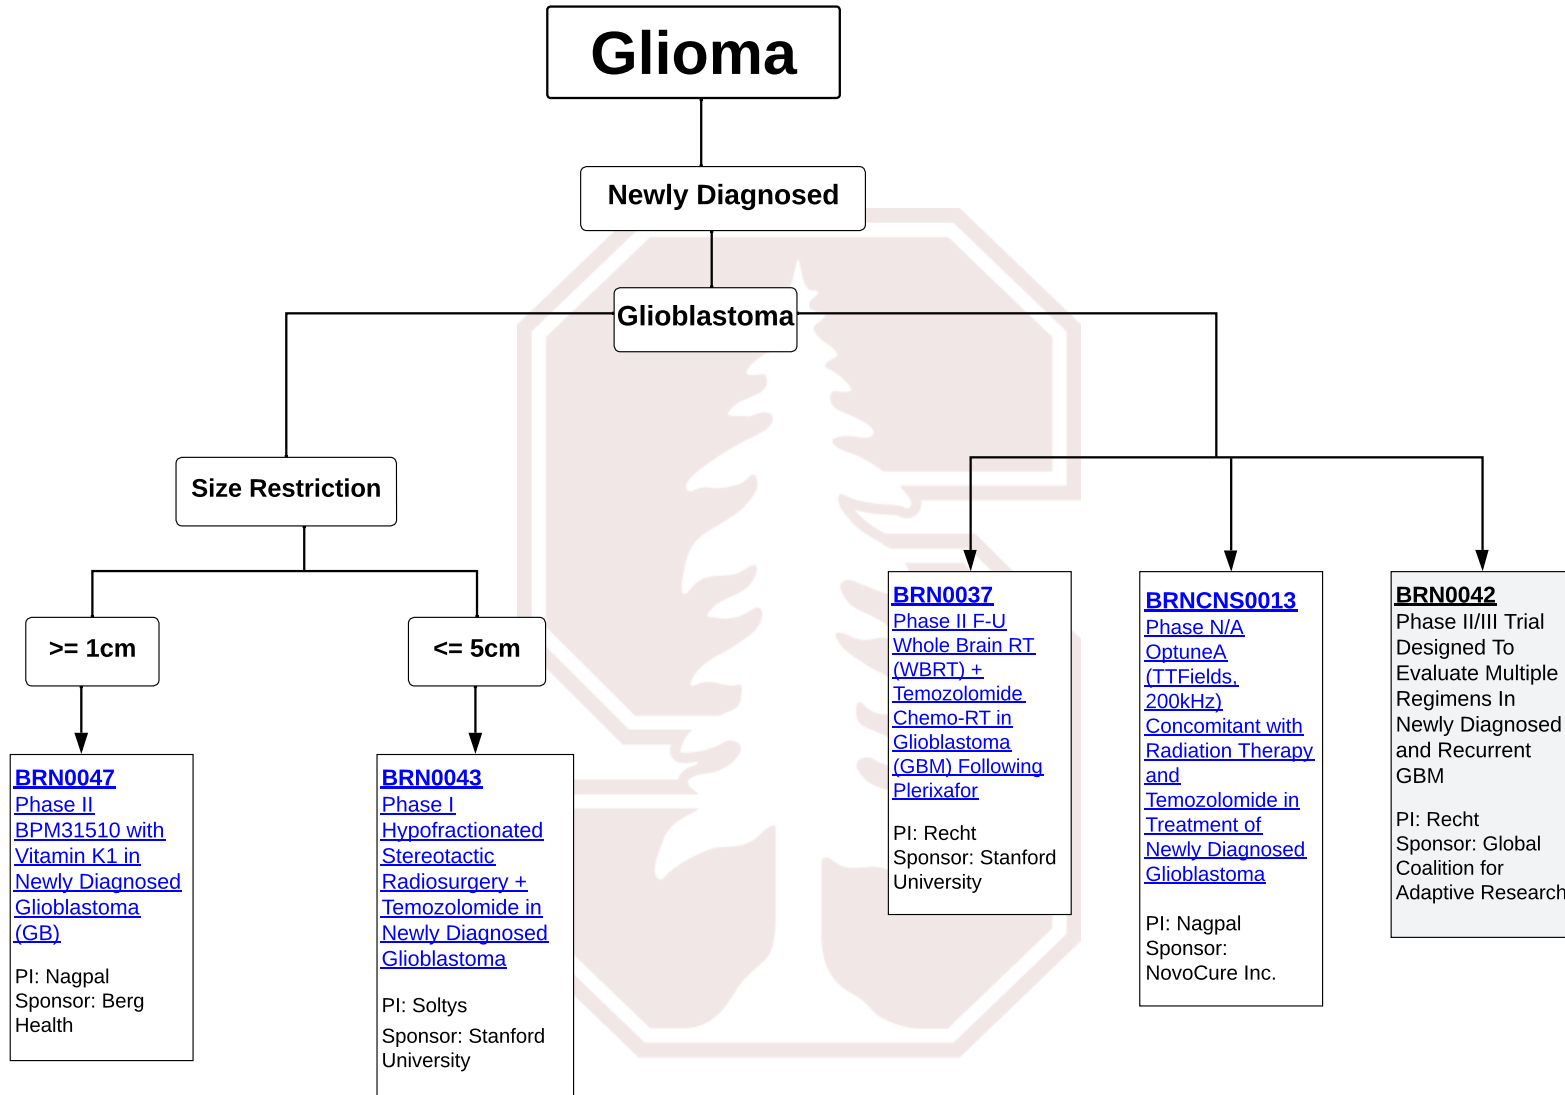 Glioma
Newly Diagnosed
Glioblastoma
Size Restriction
>= 1cm
<= 5cm
BRN0047
Phase II
BPM31510 with
Vitamin K1 in
Newly Diagnosed
Glioblastoma
(GB)
PI: Nagpal
Sponsor: Berg
Health
BRN0043
Phase I
Hypofractionated
Stereotactic
Radiosurgery +
Temozolomide in
Newly Diagnosed
Glioblastoma
PI: Soltys
Sponsor: Stanford
University
BRN0037
Phase II F-U
Whole Brain RT
(WBRT) +
Temozolomide
Chemo-RT in
Glioblastoma
(GBM) Following
Plerixafor
PI: Recht
Sponsor: Stanford
University
BRNCNS0013
Phase N/A
OptuneA
(TTFields,
200kHz)
Concomitant with
Radiation Therapy
and
Temozolomide in
Treatment of
Newly Diagnosed
Glioblastoma
PI: Nagpal
Sponsor:
NovoCure Inc.
BRN0042
Phase II/III Trial
Designed To
Evaluate Multiple
Regimens In
Newly Diagnosed
and Recurrent
GBM
PI: Recht
Sponsor: Global
Coalition for
Adaptive Research